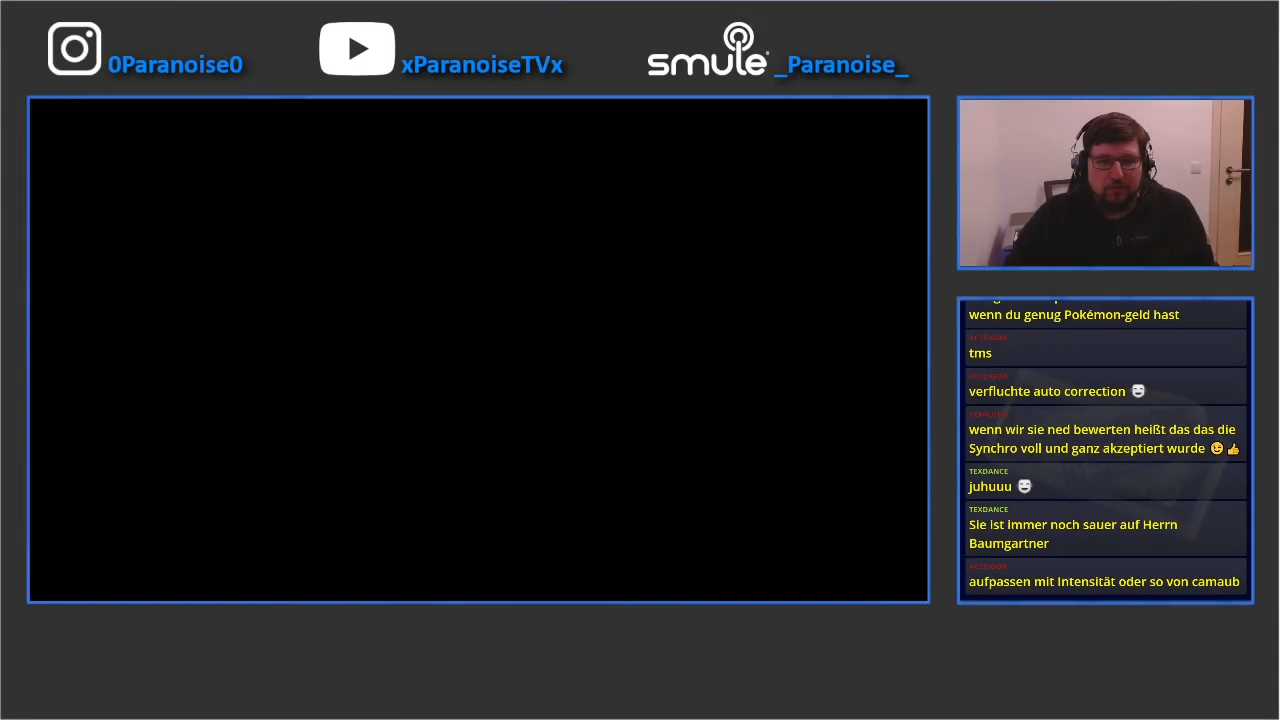 0Paranoise0
xParanoiseTVx
smule
_Paranoise_
wenn du genug Pokémon-geld hast
tms
verfluchte auto correction
wenn wir sie ned bewerten heißt das das die
Synchro voll und ganz akzeptiert wurde
TEXDANCE
juhuuu
TEXDANCE
Sie ist immer noch sauer auf Herrn
Baumgartner
aufpassen mit Intensität oder so von camaub